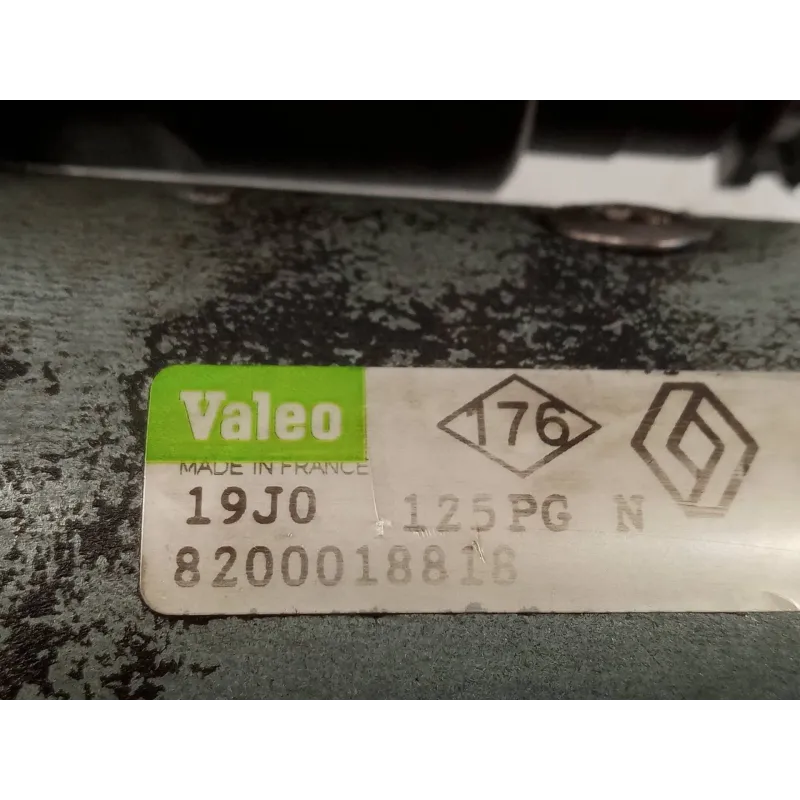 Valeo
176
MADE IN FRANCE
19J0 125PG N
8200018818